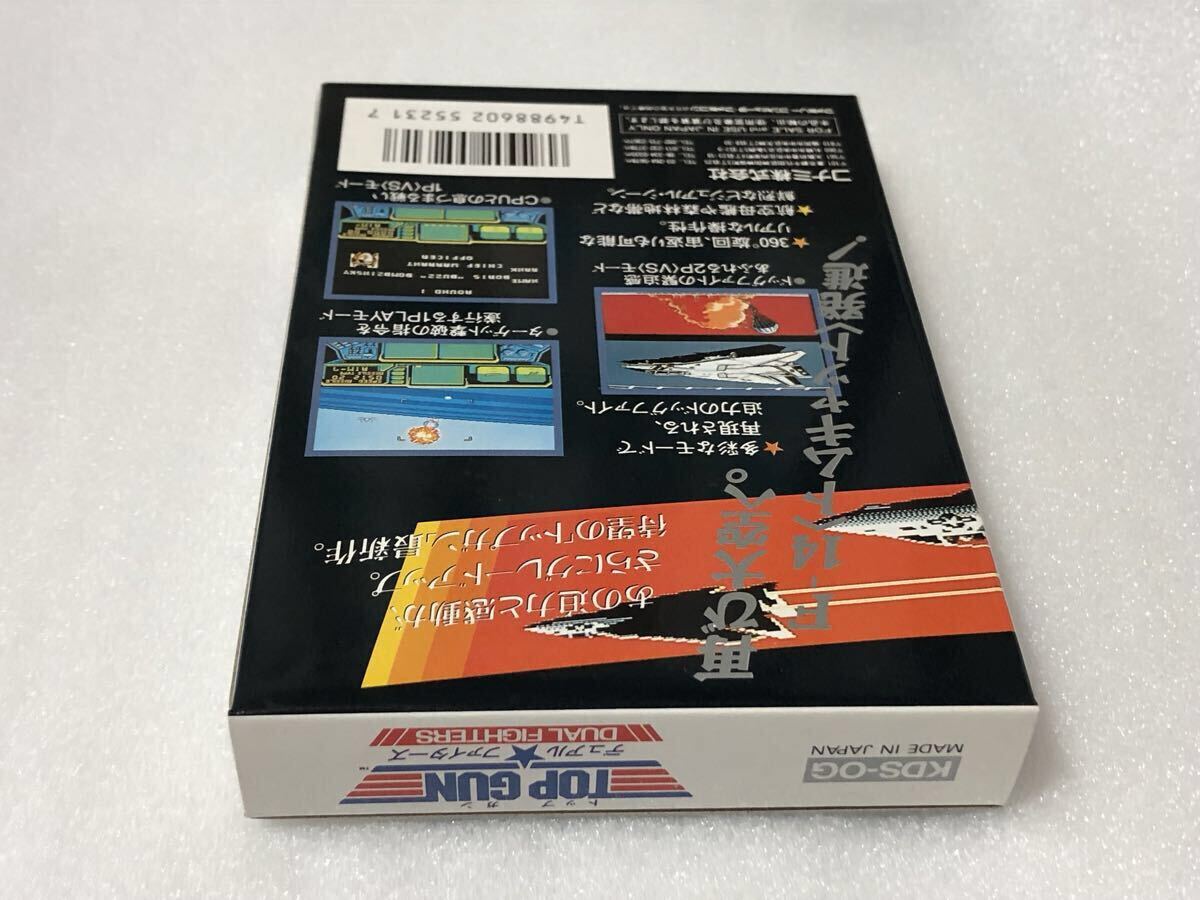 再び大空へ。
F-14〈トムキャット〉発進！
あの迫力と感動が、
さらにグレードアップ。
待望の「トップガン」最新作。
★多彩なモードで
再現される、
迫力のドッグファイト。
●ドッグファイトの緊迫感
あふれる2P(VS)モード
★360°旋回、宙返りも可能な
リアルな操作性。
★航空母艦や森林地帯など
鮮烈なビジュアル・シーン。
●ターゲット撃破の指令を
遂行する1PLAYモード
ROUND 1
NAME BORIS "BUZZ" BOMBZINSKY
RANK CHIEF WARRANT
OFFICER
●CPUとの息づまる戦い
1P(VS)モード
コナミ株式会社
FOR SALE and USE IN JAPAN ONLY
T4988602 55231 7
トップ ガン
TOP GUN™
デュアル★ファイターズ
DUAL FIGHTERS
KDS-OG
MADE IN JAPAN